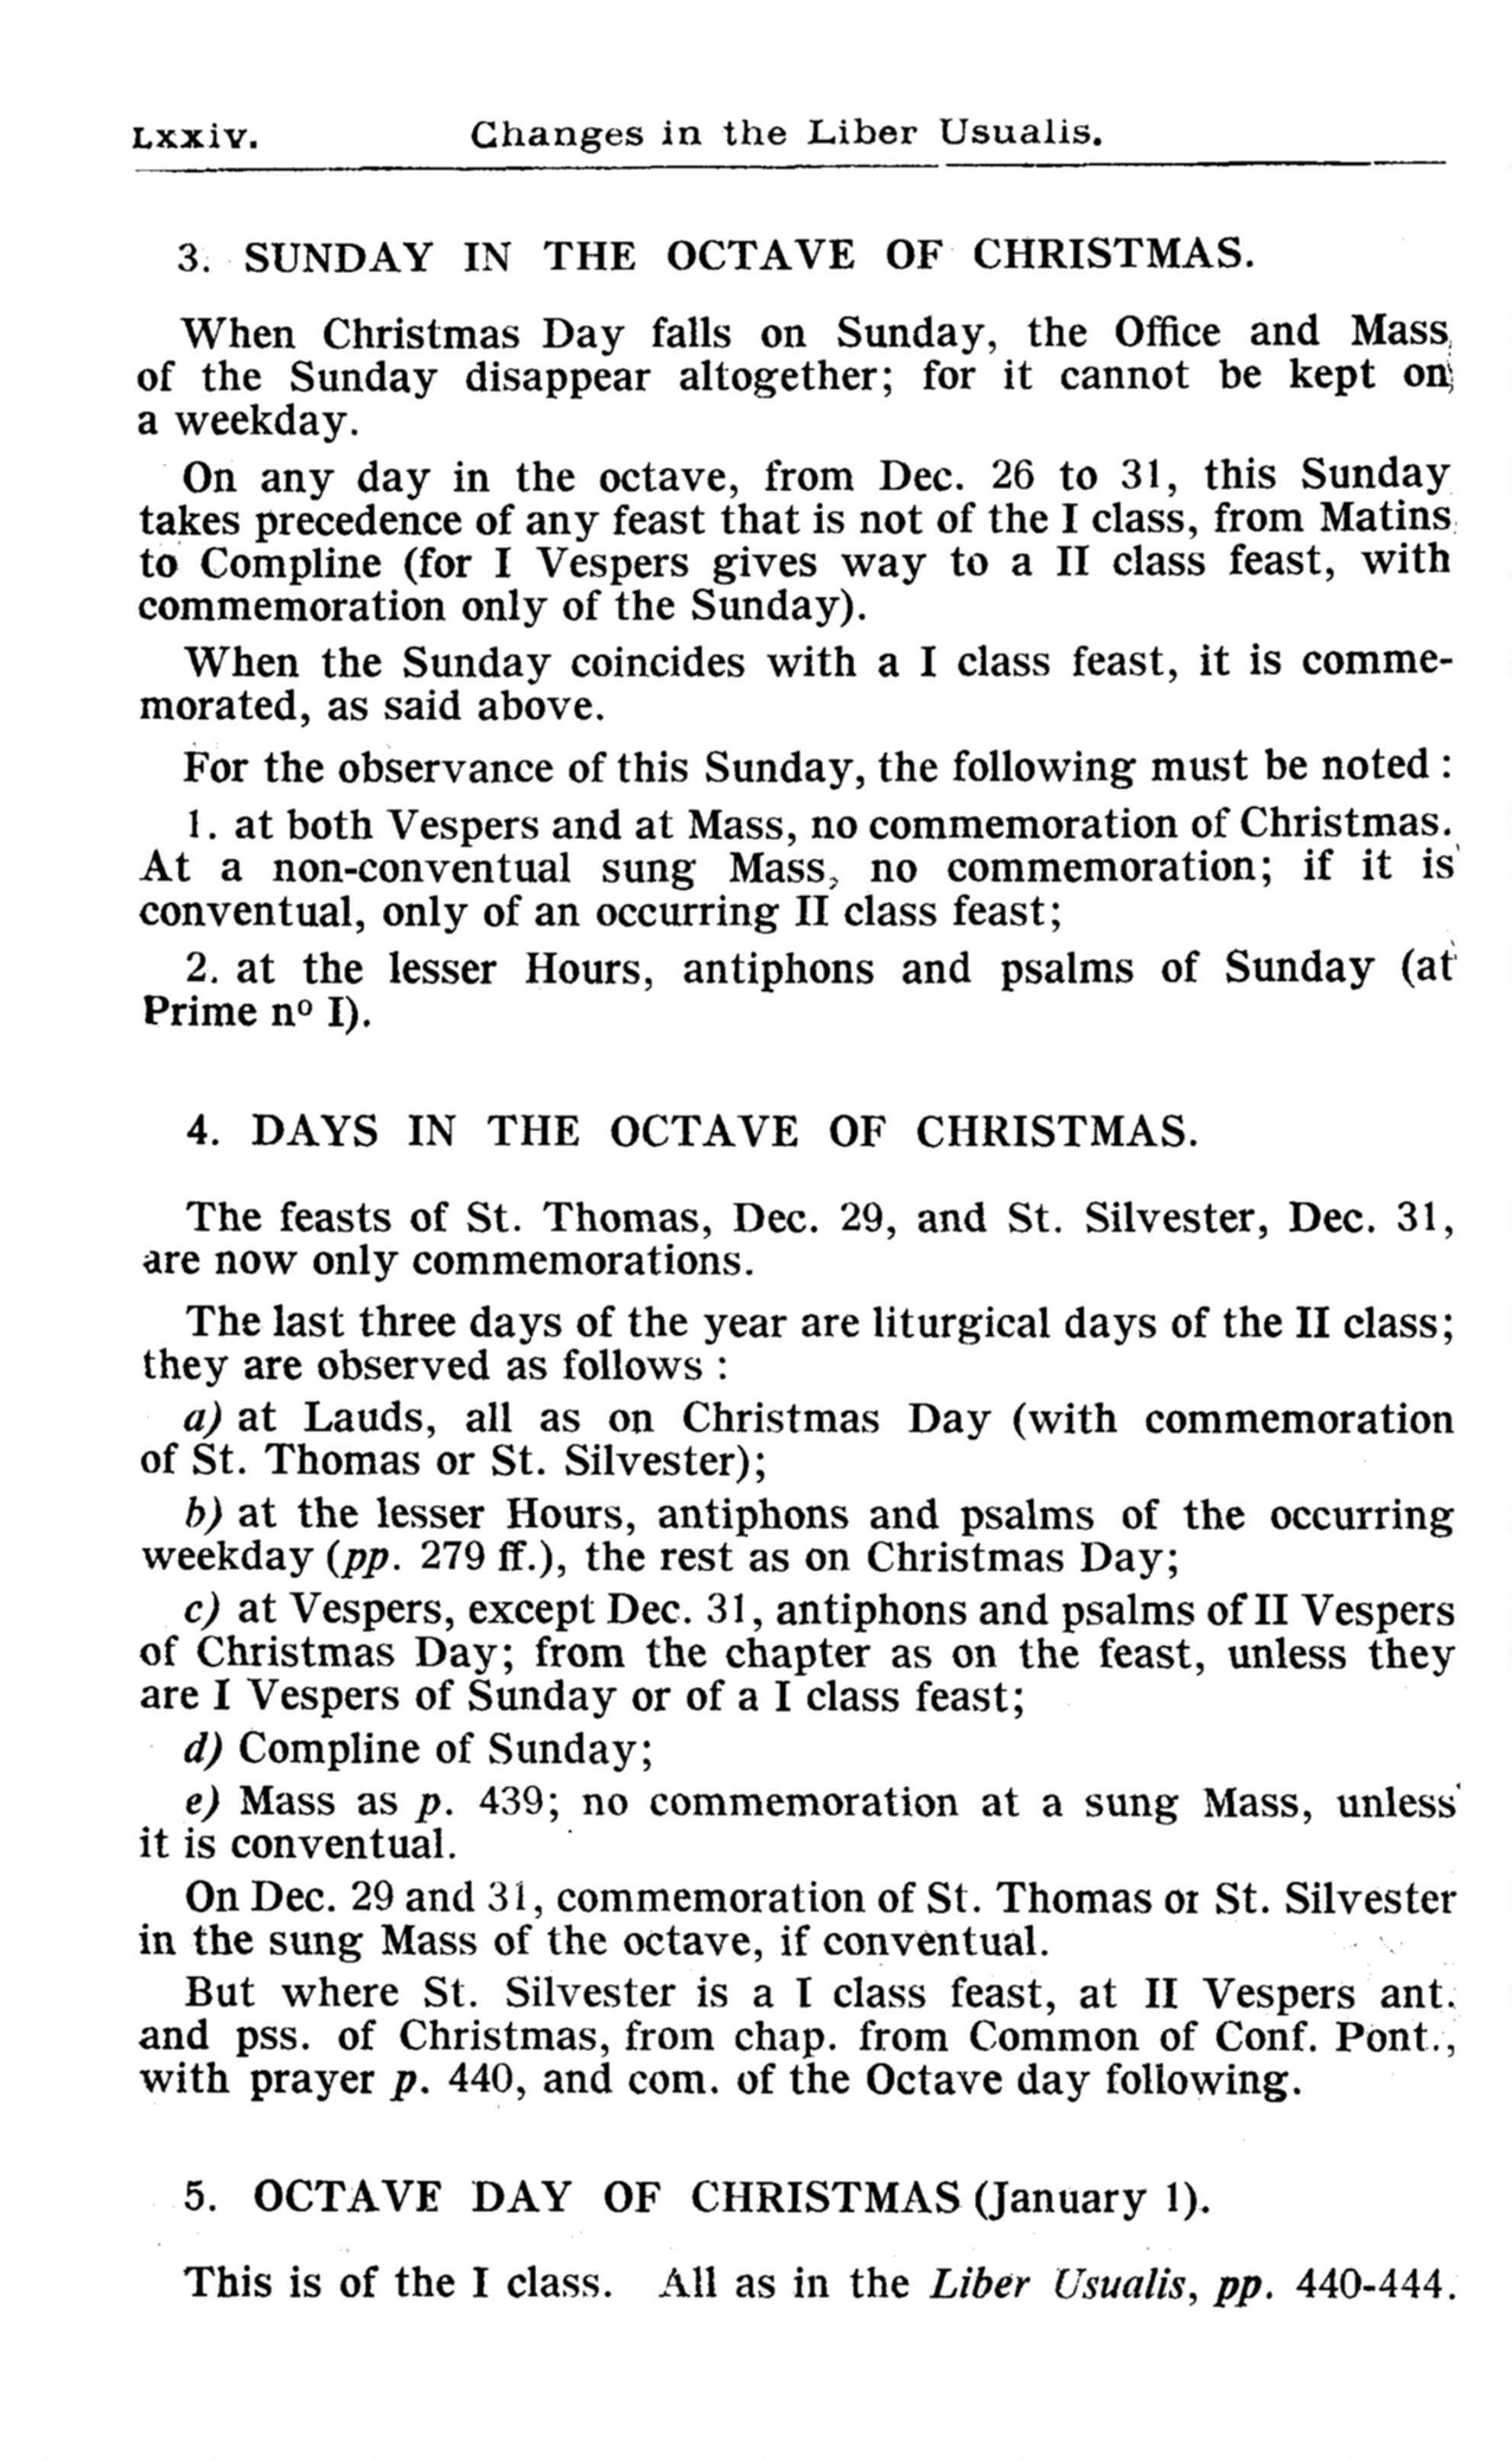 Lxxiv. Changes in the Liber Usualis.
3. SUNDAY IN THE OCTAVE OF CHRISTMAS.
When Christmas Day falls on Sunday, the Office and Mass
of the Sunday disappear altogether; for it cannot be kept on
a weekday.
On any day in the octave, from Dec. 26 to 31, this Sunday
takes precedence of any feast that is not of the I class, from Matins
to Compline (for I Vespers gives way to a II class feast, with
commemoration only of the Sunday).
When the Sunday coincides with a I class feast, it is comme-
morated, as said above.
For the observance of this Sunday, the following must be noted :
1. at both Vespers and at Mass, no commemoration of Christmas.
At a non-conventual sung Mass, no commemoration; if it is
conventual, only of an occurring II class feast;
2. at the lesser Hours, antiphons and psalms of Sunday (at
Prime nº I).
4. DAYS IN THE OCTAVE OF CHRISTMAS.
The feasts of St. Thomas, Dec. 29, and St. Silvester, Dec. 31,
are now only commemorations.
The last three days of the year are liturgical days of the II class;
they are observed as follows :
a) at Lauds, all as on Christmas Day (with commemoration
of St. Thomas or St. Silvester);
b) at the lesser Hours, antiphons and psalms of the occurring
weekday (pp. 279 ff.), the rest as on Christmas Day;
c) at Vespers, except Dec. 31, antiphons and psalms of II Vespers
of Christmas Day; from the chapter as on the feast, unless they
are I Vespers of Sunday or of a I class feast;
d) Compline of Sunday;
e) Mass as p. 439; no commemoration at a sung Mass, unless
it is conventual.
On Dec. 29 and 31, commemoration of St. Thomas or St. Silvester
in the sung Mass of the octave, if conventual.
But where St. Silvester is a I class feast, at II Vespers ant.
and pss. of Christmas, from chap. from Common of Conf. Pont.,
with prayer p. 440, and com. of the Octave day following.
5. OCTAVE DAY OF CHRISTMAS (January 1).
This is of the I class. All as in the Liber Usualis, pp. 440-444.